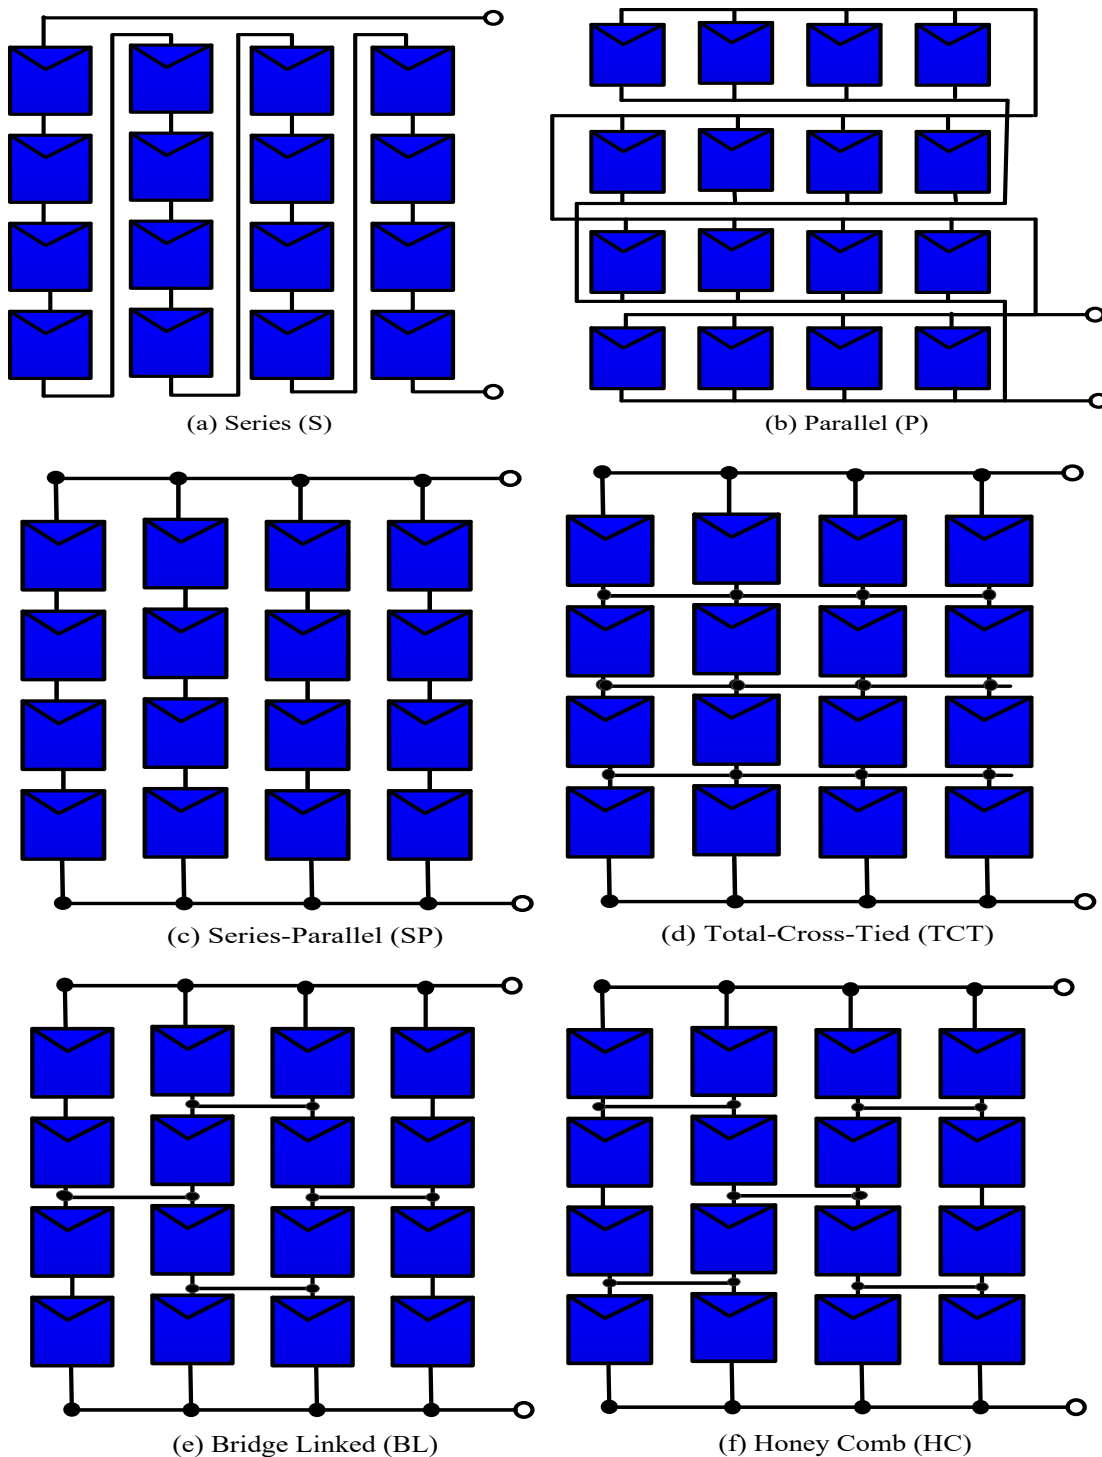 (a) Series (S)
(b) Parallel (P)
(c) Series-Parallel (SP)
(d) Total-Cross-Tied (TCT)
(e) Bridge Linked (BL)
(f) Honey Comb (HC)